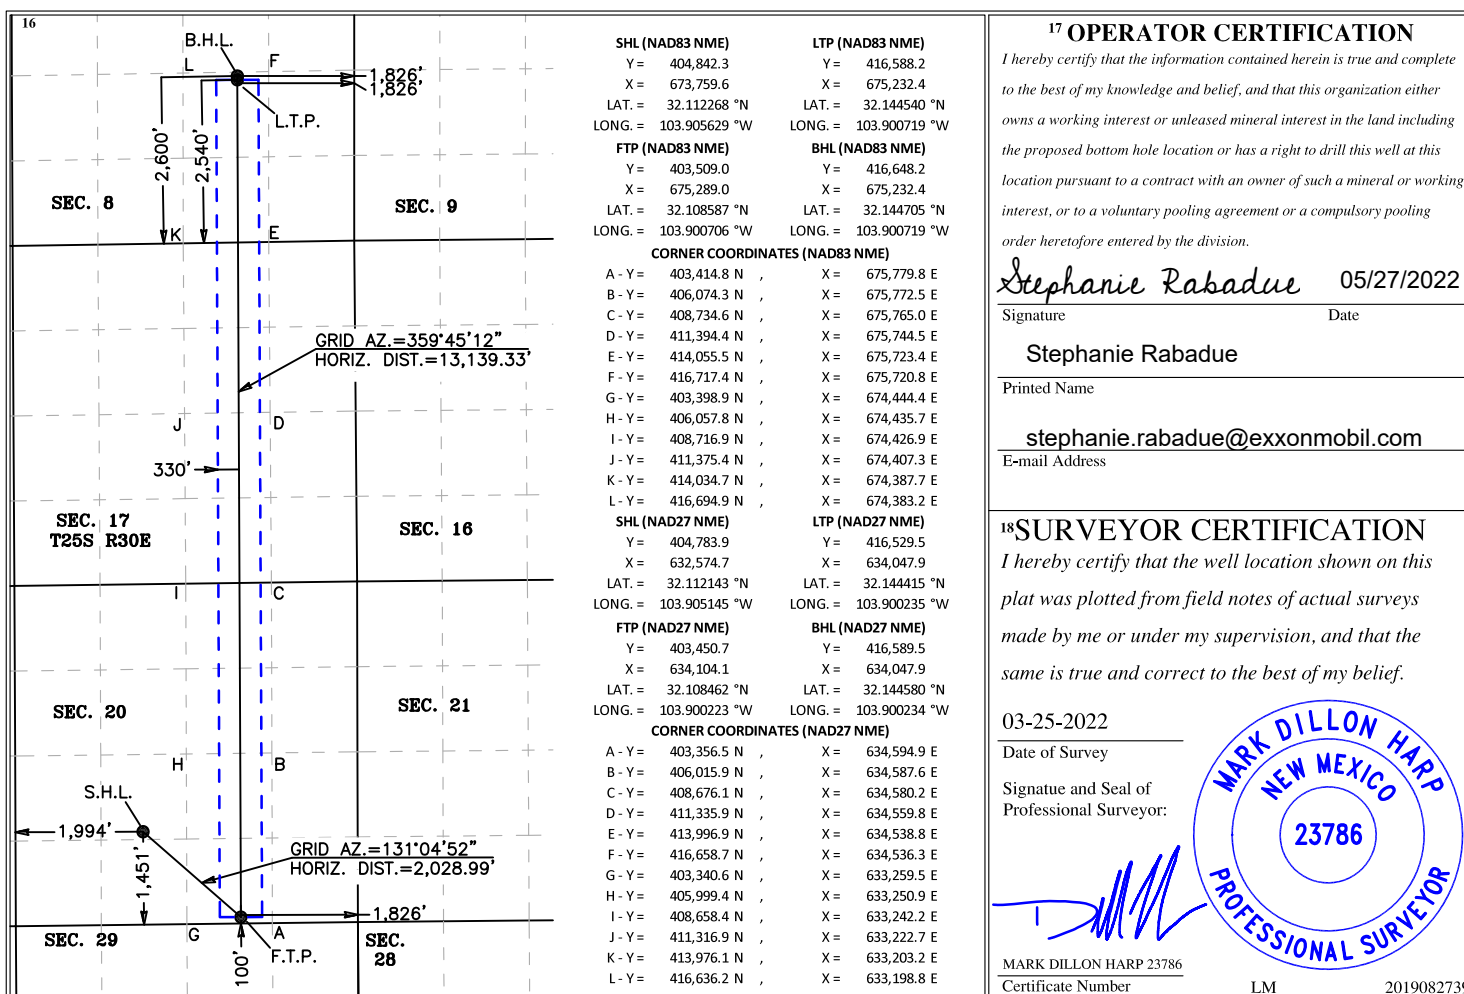 16
B.H.L.
L
F
1,826'
1,826'
L.T.P.
2,600'
2,540'
SEC. 8
SEC. 9
K
E
GRID AZ.=359°45'12"
HORIZ. DIST.=13,139.33'
J
D
330'
SEC. 17
T25S R30E
SEC. 16
I
C
SEC. 20
SEC. 21
H
B
S.H.L.
1,994'
1,451'
GRID AZ.=131°04'52"
HORIZ. DIST.=2,028.99'
1,826'
SEC. 29
G
A
F.T.P.
SEC.
28
100'
SHL (NAD83 NME) LTP (NAD83 NME)
Y = 404,842.3 Y = 416,588.2
X = 673,759.6 X = 675,232.4
LAT. = 32.112268 °N LAT. = 32.144540 °N
LONG. = 103.905629 °W LONG. = 103.900719 °W
FTP (NAD83 NME) BHL (NAD83 NME)
Y = 403,509.0 Y = 416,648.2
X = 675,289.0 X = 675,232.4
LAT. = 32.108587 °N LAT. = 32.144705 °N
LONG. = 103.900706 °W LONG. = 103.900719 °W
CORNER COORDINATES (NAD83 NME)
A - Y = 403,414.8 N , X = 675,779.8 E
B - Y = 406,074.3 N , X = 675,772.5 E
C - Y = 408,734.6 N , X = 675,765.0 E
D - Y = 411,394.4 N , X = 675,744.5 E
E - Y = 414,055.5 N , X = 675,723.4 E
F - Y = 416,717.4 N , X = 675,720.8 E
G - Y = 403,398.9 N , X = 674,444.4 E
H - Y = 406,057.8 N , X = 674,435.7 E
I - Y = 408,716.9 N , X = 674,426.9 E
J - Y = 411,375.4 N , X = 674,407.3 E
K - Y = 414,034.7 N , X = 674,387.7 E
L - Y = 416,694.9 N , X = 674,383.2 E
SHL (NAD27 NME) LTP (NAD27 NME)
Y = 404,783.9 Y = 416,529.5
X = 632,574.7 X = 634,047.9
LAT. = 32.112143 °N LAT. = 32.144415 °N
LONG. = 103.905145 °W LONG. = 103.900235 °W
FTP (NAD27 NME) BHL (NAD27 NME)
Y = 403,450.7 Y = 416,589.5
X = 634,104.1 X = 634,047.9
LAT. = 32.108462 °N LAT. = 32.144580 °N
LONG. = 103.900223 °W LONG. = 103.900234 °W
CORNER COORDINATES (NAD27 NME)
A - Y = 403,356.5 N , X = 634,594.9 E
B - Y = 406,015.9 N , X = 634,587.6 E
C - Y = 408,676.1 N , X = 634,580.2 E
D - Y = 411,335.9 N , X = 634,559.8 E
E - Y = 413,996.9 N , X = 634,538.8 E
F - Y = 416,658.7 N , X = 634,536.3 E
G - Y = 403,340.6 N , X = 633,259.5 E
H - Y = 405,999.4 N , X = 633,250.9 E
I - Y = 408,658.4 N , X = 633,242.2 E
J - Y = 411,316.9 N , X = 633,222.7 E
K - Y = 413,976.1 N , X = 633,203.2 E
L - Y = 416,636.2 N , X = 633,198.8 E
17 OPERATOR CERTIFICATION
I hereby certify that the information contained herein is true and complete
to the best of my knowledge and belief, and that this organization either
owns a working interest or unleased mineral interest in the land including
the proposed bottom hole location or has a right to drill this well at this
location pursuant to a contract with an owner of such a mineral or working
interest, or to a voluntary pooling agreement or a compulsory pooling
order heretofore entered by the division.
Stephanie Rabadue 05/27/2022
Signature Date
Stephanie Rabadue
Printed Name
stephanie.rabadue@exxonmobil.com
E-mail Address
18 SURVEYOR CERTIFICATION
I hereby certify that the well location shown on this
plat was plotted from field notes of actual surveys
made by me or under my supervision, and that the
same is true and correct to the best of my belief.
03-25-2022
Date of Survey
Signatue and Seal of
Professional Surveyor:
MARK DILLON HARP
NEW MEXICO
23786
PROFESSIONAL SURVEYOR
MARK DILLON HARP 23786
Certificate Number LM 2019082739